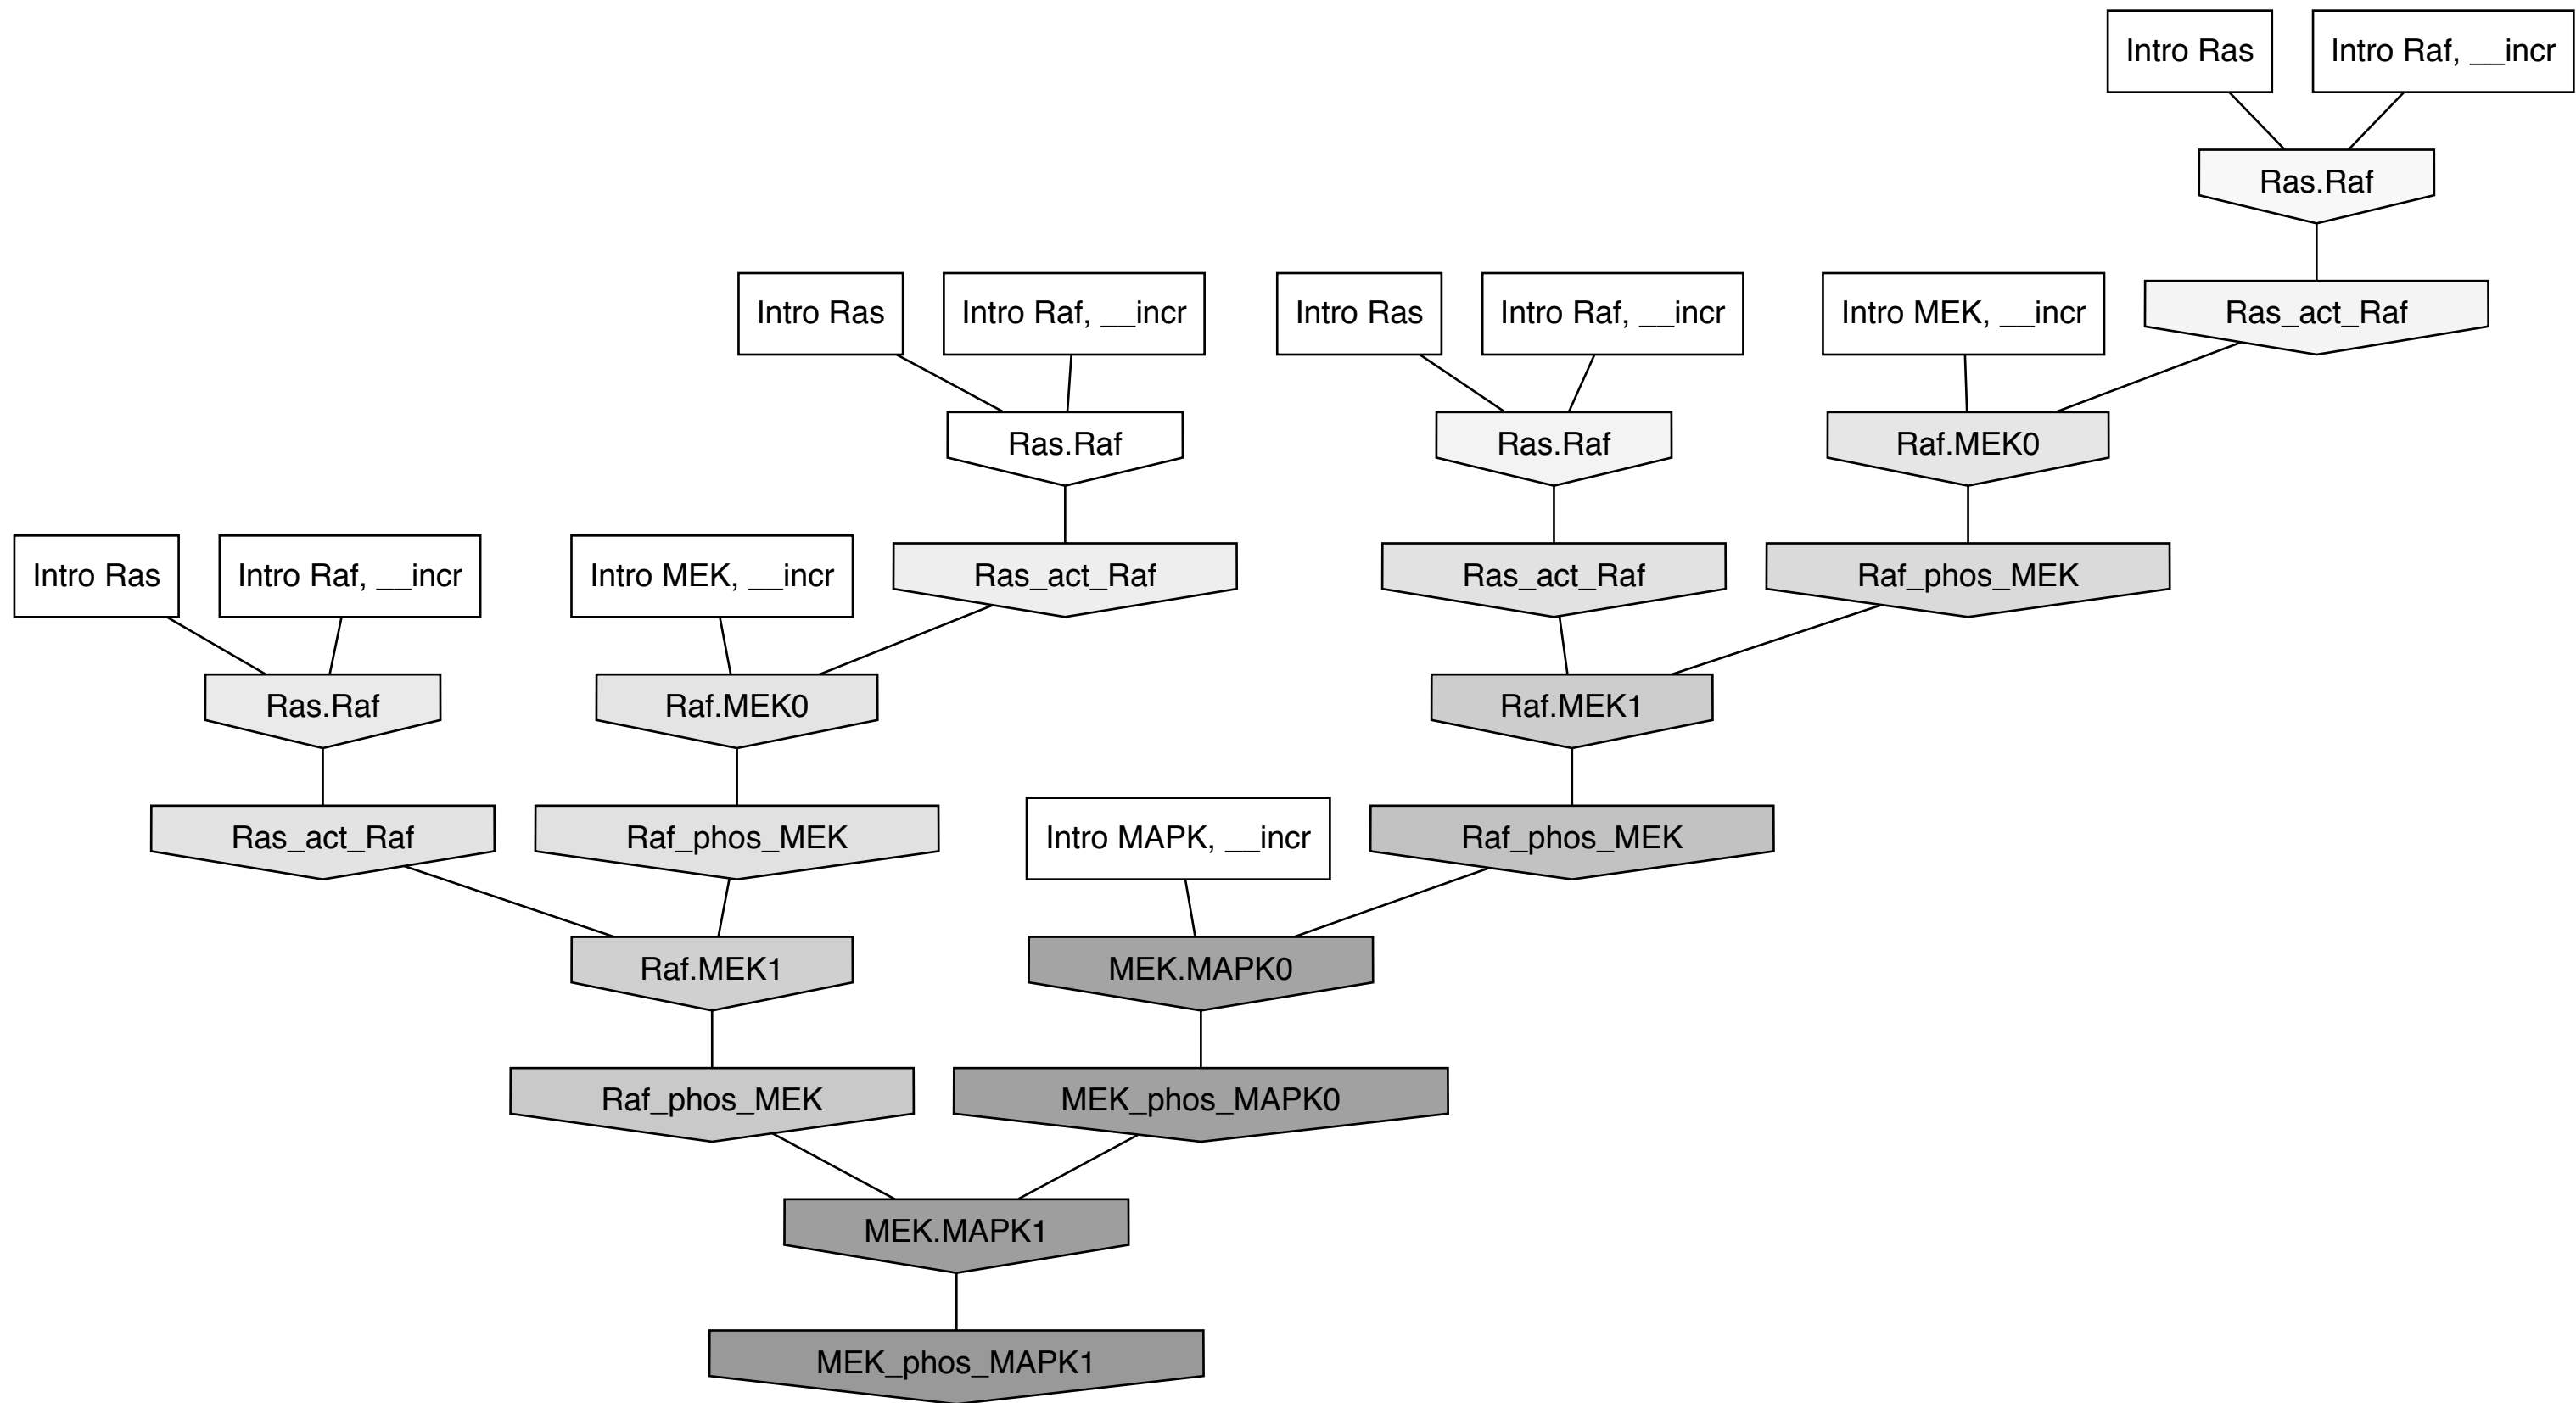 Intro Ras
Intro Raf, __incr
Ras.Raf
Intro Ras
Intro Raf, __incr
Intro Ras
Intro Raf, __incr
Intro MEK, __incr
Ras_act_Raf
Ras.Raf
Ras.Raf
Raf.MEK0
Intro Ras
Intro Raf, __incr
Intro MEK, __incr
Ras_act_Raf
Ras_act_Raf
Raf_phos_MEK
Ras.Raf
Raf.MEK0
Raf.MEK1
Ras_act_Raf
Raf_phos_MEK
Intro MAPK, __incr
Raf_phos_MEK
Raf.MEK1
MEK.MAPK0
Raf_phos_MEK
MEK_phos_MAPK0
MEK.MAPK1
MEK_phos_MAPK1